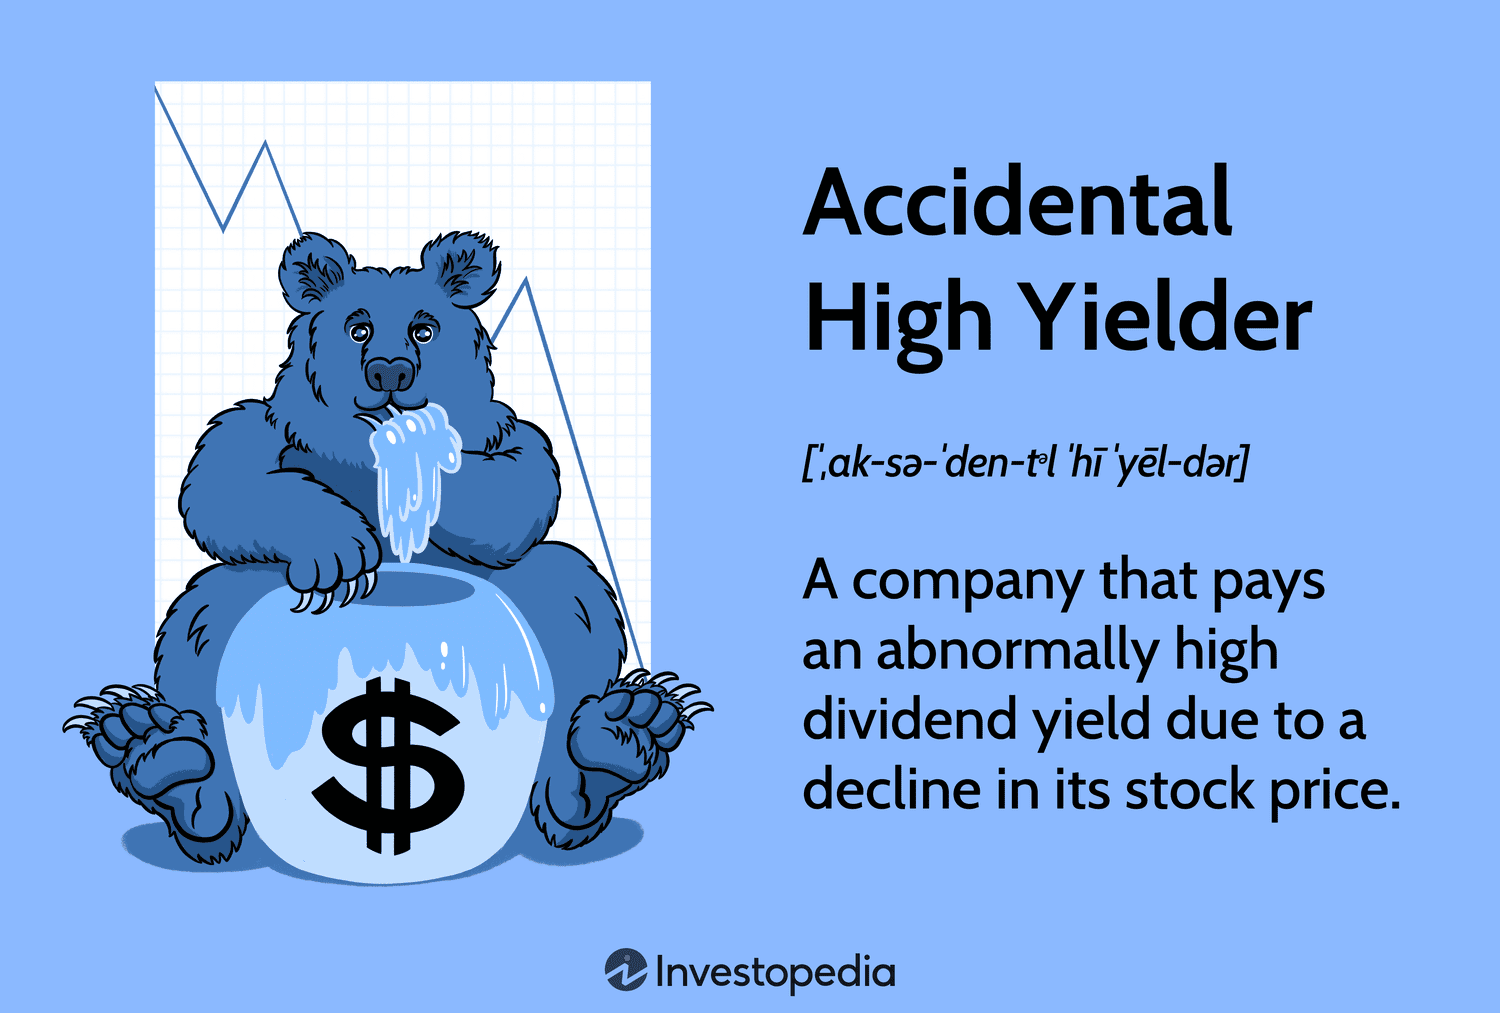 Accidental
High Yielder
[ˈˌak-sə-ˈden-tᵊl ˈhī ˈyēl-dər]
A company that pays
an abnormally high
dividend yield due to a
decline in its stock price.
$
Investopedia